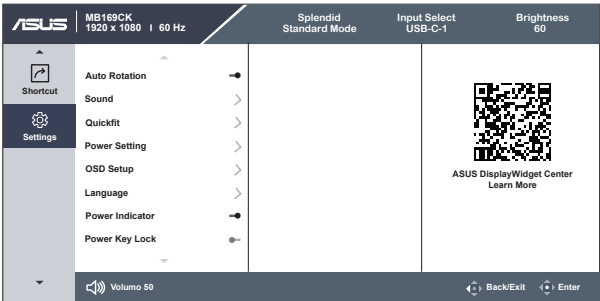 ASUS
MB169CK
1920 x 1080 I 60 Hz
Splendid
Standard Mode
Input Select
USB-C-1
Brightness
60
Shortcut
Settings
Auto Rotation
Sound
Quickfit
Power Setting
OSD Setup
Language
Power Indicator
Power Key Lock
ASUS DisplayWidget Center
Learn More
Volumo 50
Back/Exit
Enter